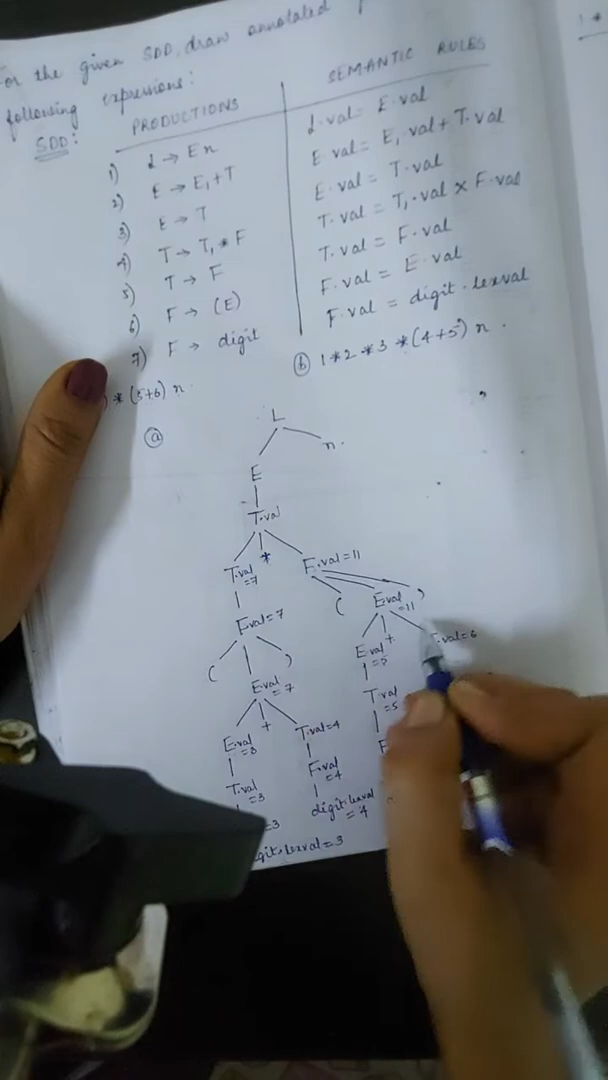 or the given SDD, draw annotated
following expressions:
SDD:
PRODUCTIONS SEMANTIC RULES
1) L → En L.val = E.val
2) E → E₁+T E.val = E₁.val + T.val
3) E → T E.val = T.val
4) T → T₁ * F T.val = T₁.val × F.val
5) T → F T.val = F.val
6) F → (E) F.val = E.val
7) F → digit F.val = digit.lexval
) * (5+6) n
(b) 1*2*3*(4+5) n.
(a)
L
E n.
T.val
T.val =7 * F.val=11
F.val=7 ( E.val =11 )
( E.val =7 ) E.val =5 + T.val=6
E.val =3 + T.val=4 T.val =5
T.val =3 F.val =4 F
=3 digit.lexval =4
git.lexval=3
1 *